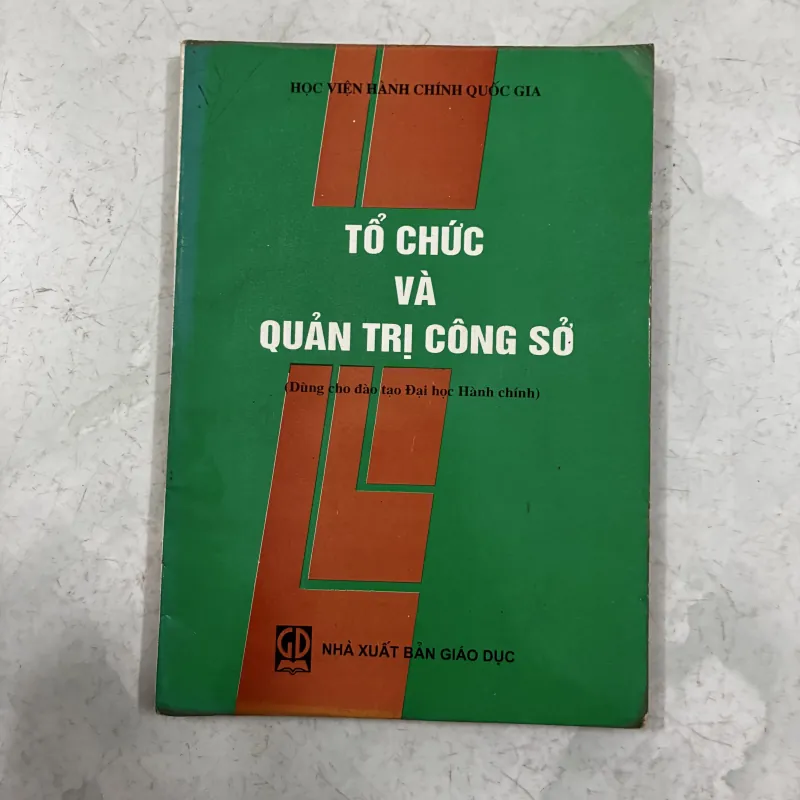 HỌC VIỆN HÀNH CHÍNH QUỐC GIA
TỔ CHỨC
VÀ
QUẢN TRỊ CÔNG SỞ
(Dùng cho đào tạo Đại học Hành chính)
GD
NHÀ XUẤT BẢN GIÁO DỤC